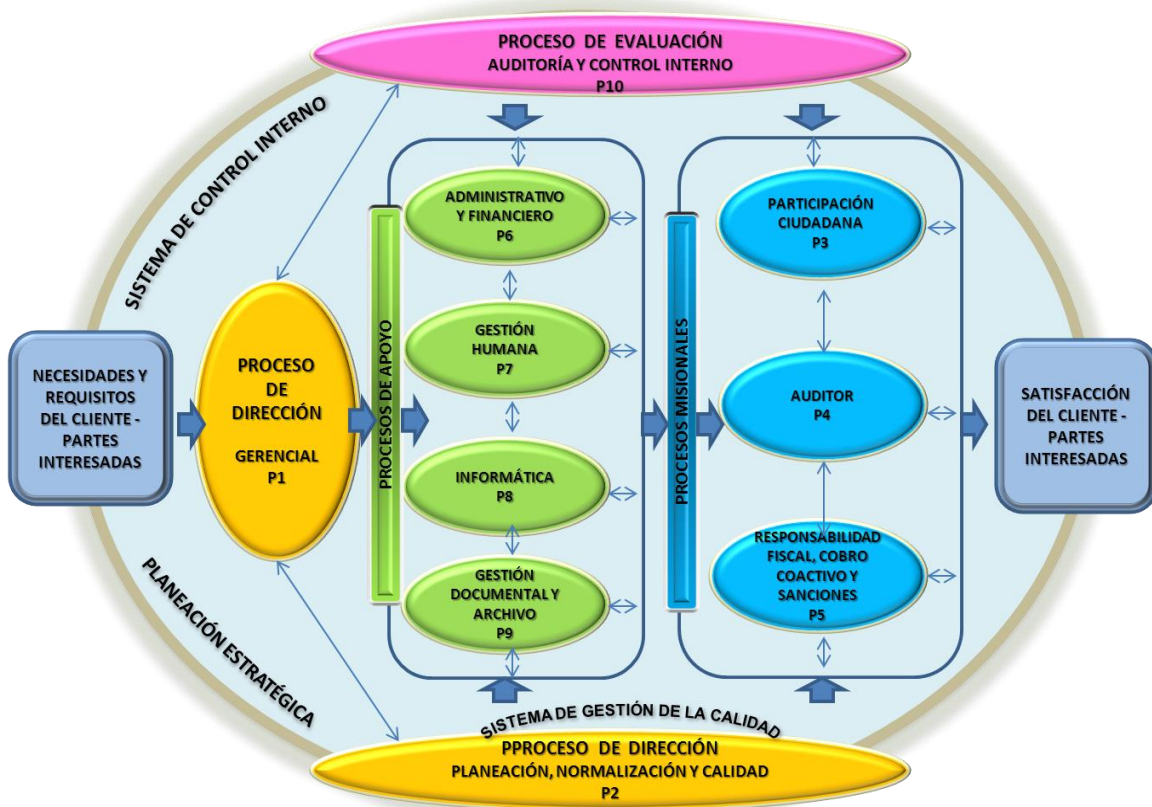 PROCESO DE EVALUACIÓN
AUDITORÍA Y CONTROL INTERNO
P10
SISTEMA DE CONTROL INTERNO
NECESIDADES Y
REQUISITOS
DEL CLIENTE -
PARTES
INTERESADAS
PROCESO
DE
DIRECCIÓN
GERENCIAL
P1
PROCESOS DE APOYO
ADMINISTRATIVO
Y FINANCIERO
P6
GESTIÓN
HUMANA
P7
INFORMÁTICA
P8
GESTIÓN
DOCUMENTAL Y
ARCHIVO
P9
PROCESOS MISIONALES
PARTICIPACIÓN
CIUDADANA
P3
AUDITOR
P4
RESPONSABILIDAD
FISCAL, COBRO
COACTIVO Y
SANCIONES
P5
SATISFACCIÓN
DEL CLIENTE -
PARTES
INTERESADAS
PLANEACIÓN ESTRATÉGICA
SISTEMA DE GESTIÓN DE LA CALIDAD
PPROCESO DE DIRECCIÓN
PLANEACIÓN, NORMALIZACIÓN Y CALIDAD
P2